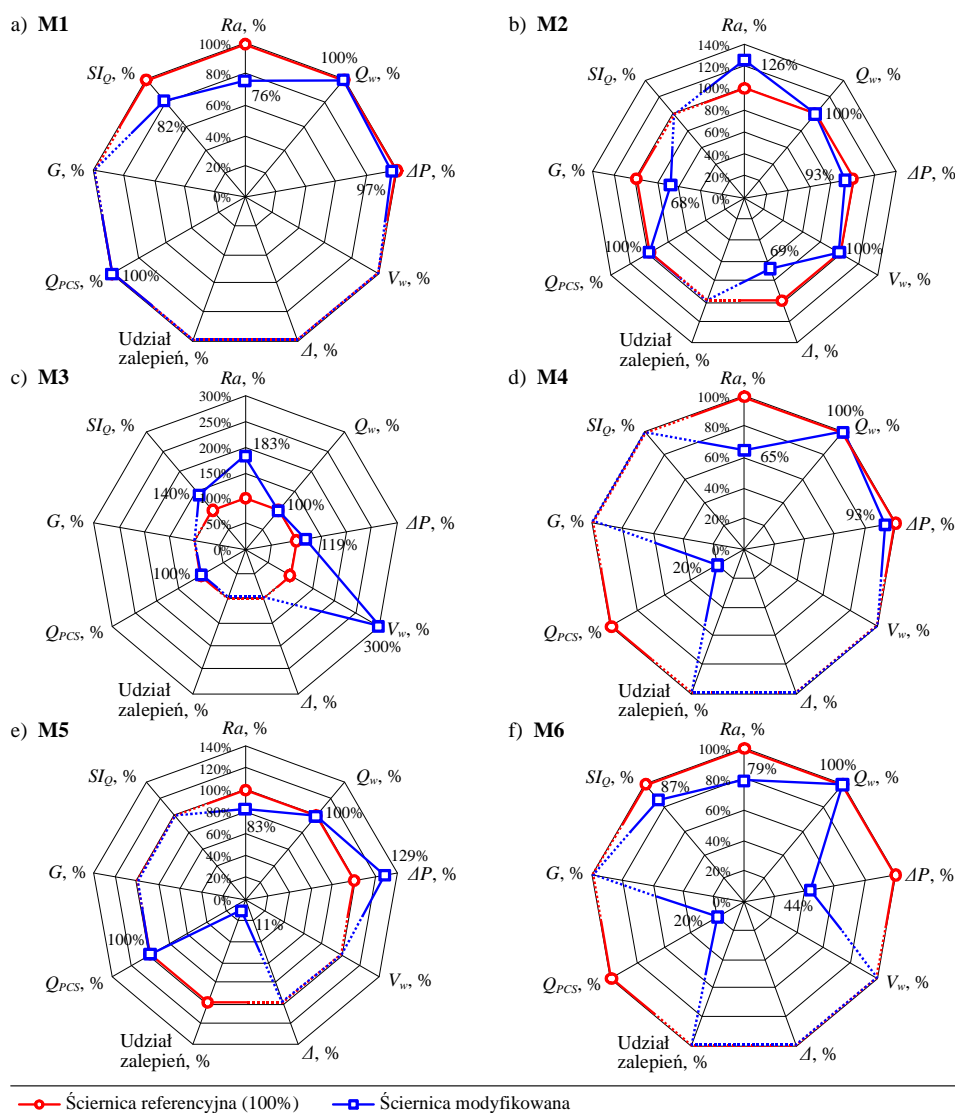 a) M1
Ra, %
100%
80%
60%
40%
20%
0%
100%
Qw, %
97%
ΔP, %
Vw, %
Δ, %
Udział
zalepień, %
100%
QPCS, %
G, %
82%
SIQ, %
76%
b) M2
Ra, %
140%
120%
100%
80%
60%
40%
20%
0%
126%
Qw, %
100%
93%
ΔP, %
100%
Vw, %
69%
Δ, %
Udział
zalepień, %
100%
QPCS, %
68%
G, %
SIQ, %
c) M3
Ra, %
300%
250%
200%
150%
100%
50%
0%
183%
Qw, %
100%
119%
ΔP, %
Vw, %
300%
Δ, %
Udział
zalepień, %
100%
QPCS, %
G, %
140%
SIQ, %
d) M4
Ra, %
100%
80%
60%
40%
20%
0%
65%
100%
Qw, %
93%
ΔP, %
Vw, %
Δ, %
Udział
zalepień, %
20%
QPCS, %
G, %
SIQ, %
e) M5
Ra, %
140%
120%
100%
80%
60%
40%
20%
0%
83%
Qw, %
100%
129%
ΔP, %
Vw, %
Δ, %
11%
Udział
zalepień, %
100%
QPCS, %
G, %
SIQ, %
f) M6
Ra, %
100%
80%
60%
40%
20%
0%
79%
100%
Qw, %
44%
ΔP, %
Vw, %
Δ, %
Udział
zalepień, %
20%
QPCS, %
G, %
87%
SIQ, %
Ściernica referencyjna (100%) Ściernica modyfikowana